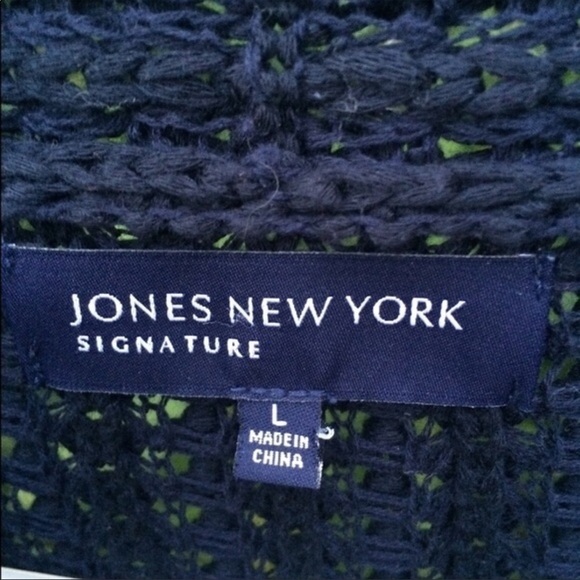 JONES NEW YORK
SIGNATURE
L
MADE IN
CHINA